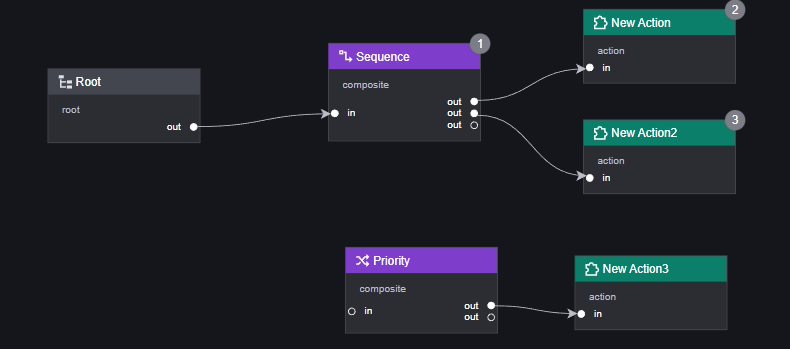 Root
root
out
1
Sequence
composite
in
out
out
out
2
New Action
action
in
3
New Action2
action
in
Priority
composite
in
out
out
New Action3
action
in